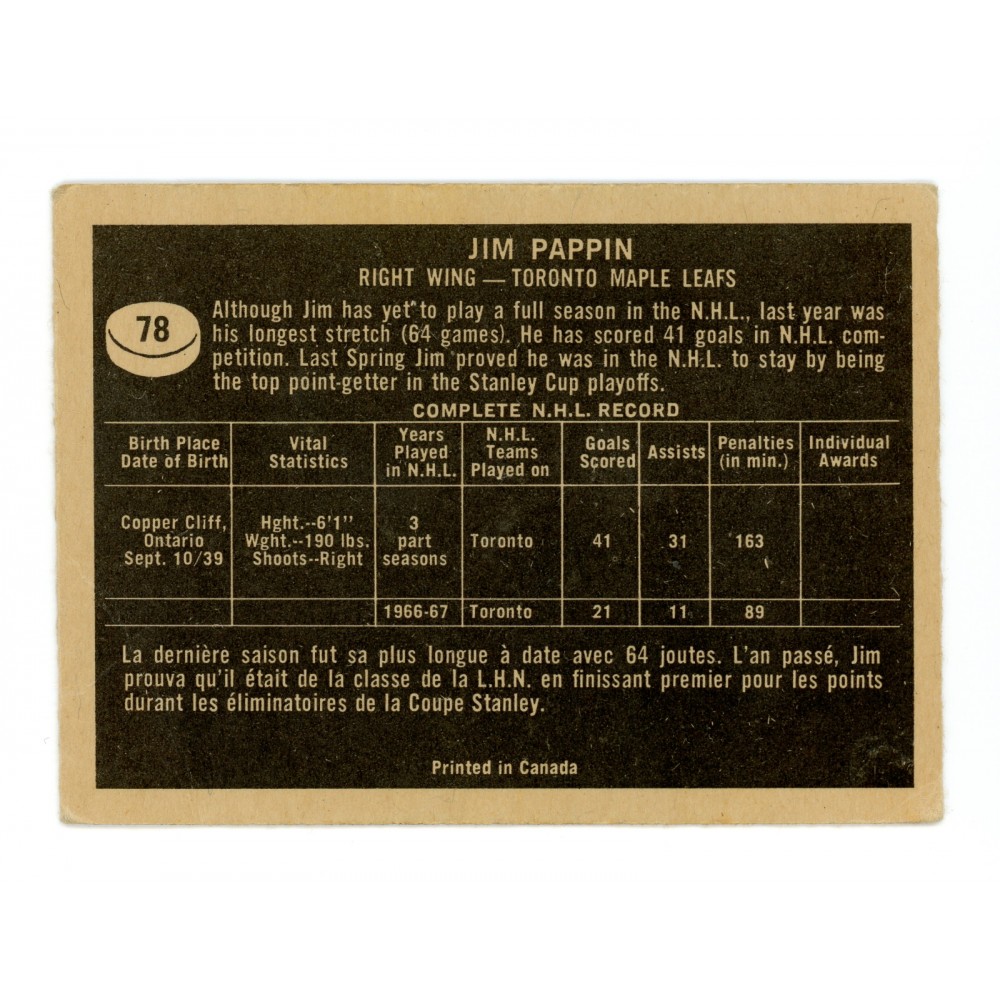 JIM PAPPIN
RIGHT WING — TORONTO MAPLE LEAFS
78
Although Jim has yet to play a full season in the N.H.L., last year was
his longest stretch (64 games). He has scored 41 goals in N.H.L. com-
petition. Last Spring Jim proved he was in the N.H.L. to stay by being
the top point-getter in the Stanley Cup playoffs.
COMPLETE N.H.L. RECORD
Birth Place
Date of Birth
Vital
Statistics
Years
Played
in N.H.L.
N.H.L.
Teams
Played on
Goals
Scored
Assists
Penalties
(in min.)
Individual
Awards
Copper Cliff,
Ontario
Sept. 10/39
Hght.--6'1"
Wght.--190 lbs.
Shoots--Right
3
part
seasons
Toronto
41
31
163
1966-67
Toronto
21
11
89
La dernière saison fut sa plus longue à date avec 64 joutes. L'an passé, Jim
prouva qu'il était de la classe de la L.H.N. en finissant premier pour les points
durant les éliminatoires de la Coupe Stanley.
Printed in Canada